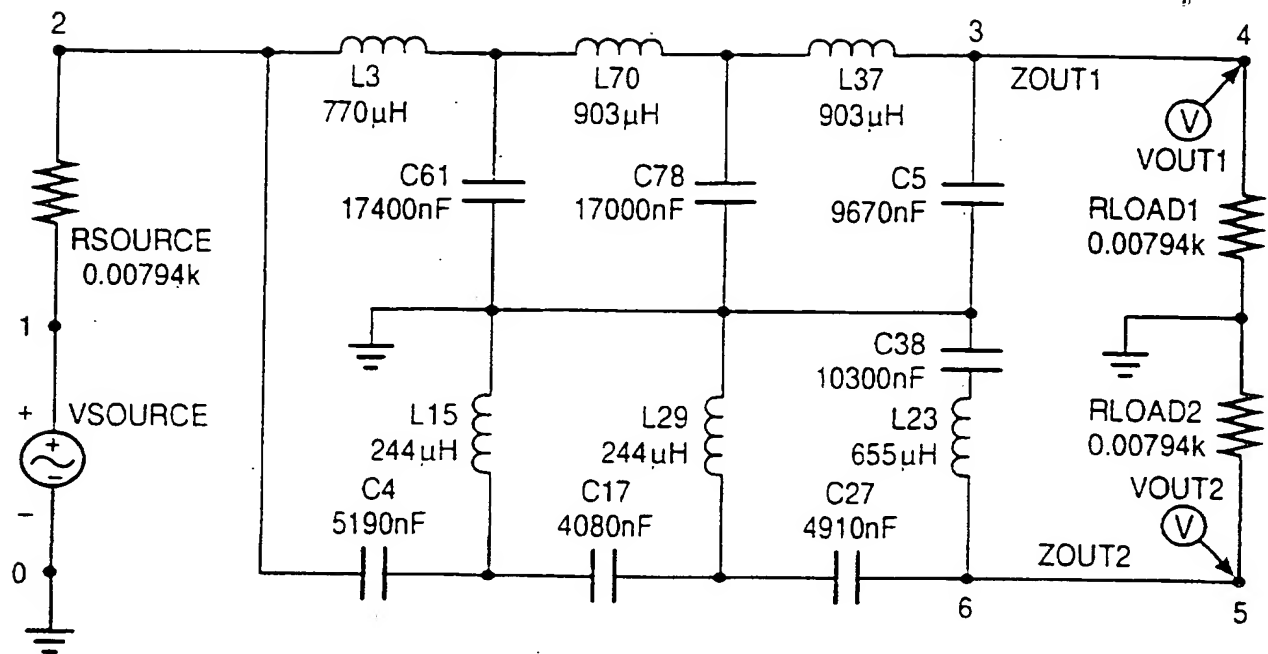 2
3
4
L3
770µH
L70
903µH
L37
903µH
ZOUT1
V
VOUT1
C61
17400nF
C78
17000nF
C5
9670nF
RLOAD1
0.00794k
RSOURCE
0.00794k
1
C38
10300nF
+ VSOURCE
+
−
−
L15
244µH
L29
244µH
L23
655µH
RLOAD2
0.00794k
C4
5190nF
C17
4080nF
C27
4910nF
VOUT2
V
0
ZOUT2
6
5